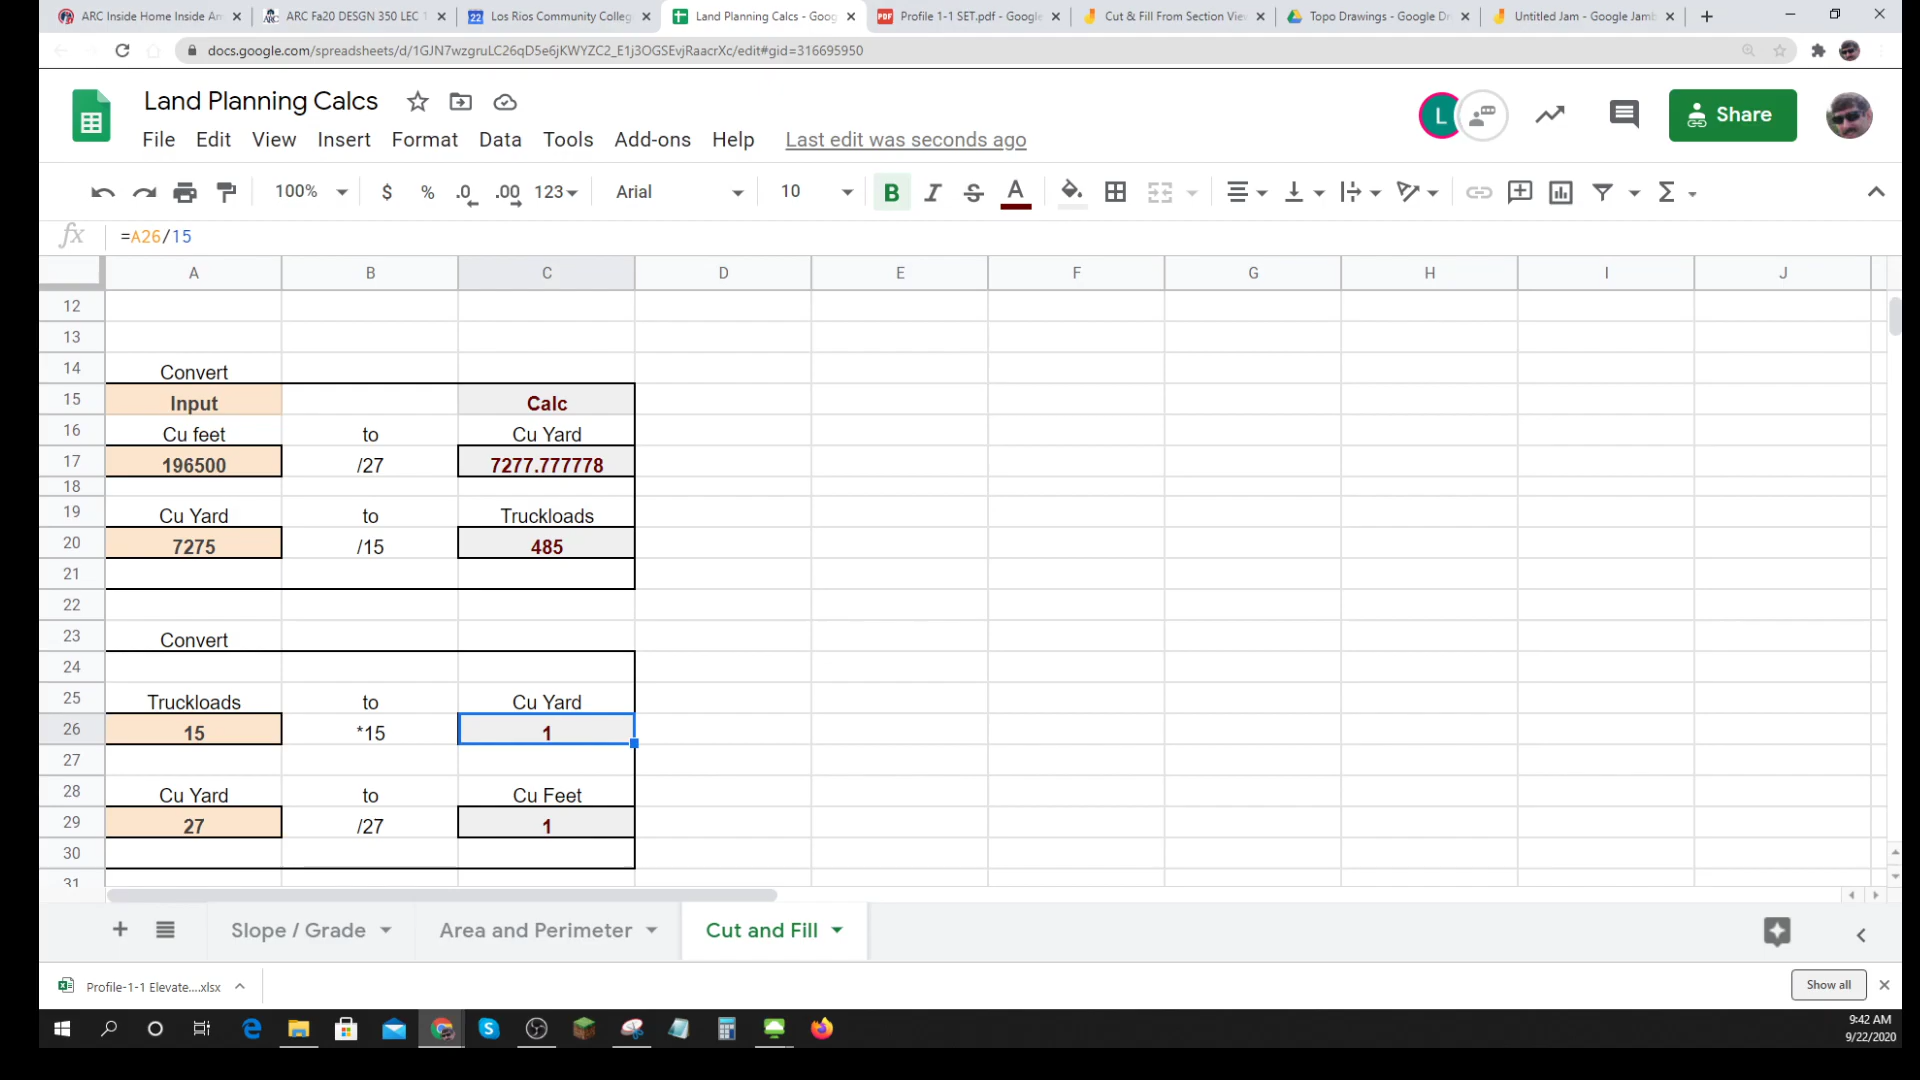 ARC Inside Home Inside An
ARC Fa20 DESGN 350 LEC 1
Los Rios Community Colleg
Land Planning Calcs - Goog
Profile 1-1 SET.pdf - Google
Cut & Fill From Section Vie
Topo Drawings - Google Dr
Untitled Jam - Google Jamb
docs.google.com/spreadsheets/d/1GJN7wzgruLC26qD5e6jKWYZC2_E1j3OGSEvjRaacrXc/edit#gid=316695950
Land Planning Calcs
L
Share
File Edit View Insert Format Data Tools Add-ons Help Last edit was seconds ago
100% $ % .0 .00 123 Arial 10 B I S A Σ
fx =A26/15
A B C D E F G H I J
12
13
14 Convert
15 Input Calc
16 Cu feet to Cu Yard
17 196500 /27 7277.777778
18
19 Cu Yard to Truckloads
20 7275 /15 485
21
22
23 Convert
24
25 Truckloads to Cu Yard
26 15 *15 1
27
28 Cu Yard to Cu Feet
29 27 /27 1
30
31
+ Slope / Grade Area and Perimeter Cut and Fill
Profile-1-1 Elevate....xlsx Show all
9:42 AM
9/22/2020